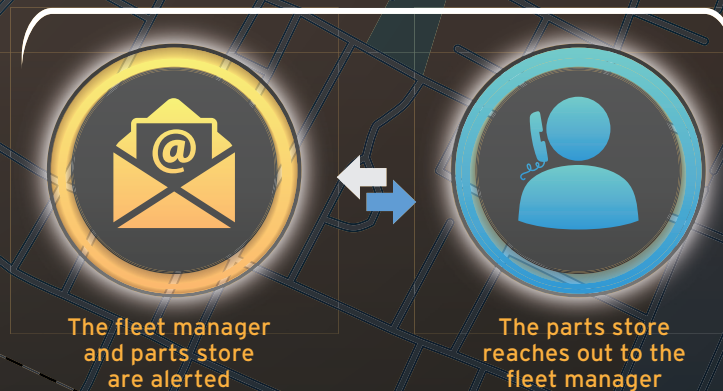 @
The fleet manager
and parts store
are alerted
The parts store
reaches out to the
fleet manager